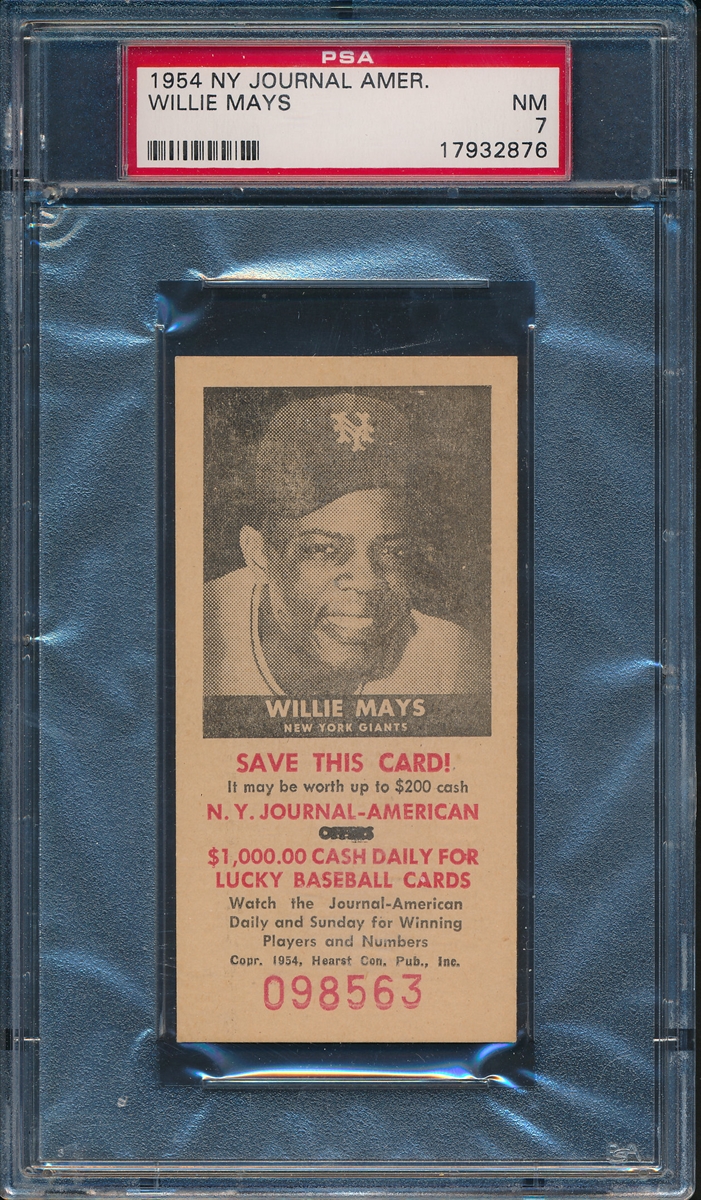 PSA
1954 NY JOURNAL AMER.
WILLIE MAYS NM
7
17932876
NY
WILLIE MAYS
NEW YORK GIANTS
SAVE THIS CARD!
It may be worth up to $200 cash
N. Y. JOURNAL-AMERICAN
OFFERS
$1,000.00 CASH DAILY FOR
LUCKY BASEBALL CARDS
Watch the Journal-American
Daily and Sunday for Winning
Players and Numbers
Copr. 1954, Hearst Con. Pub., Inc.
098563